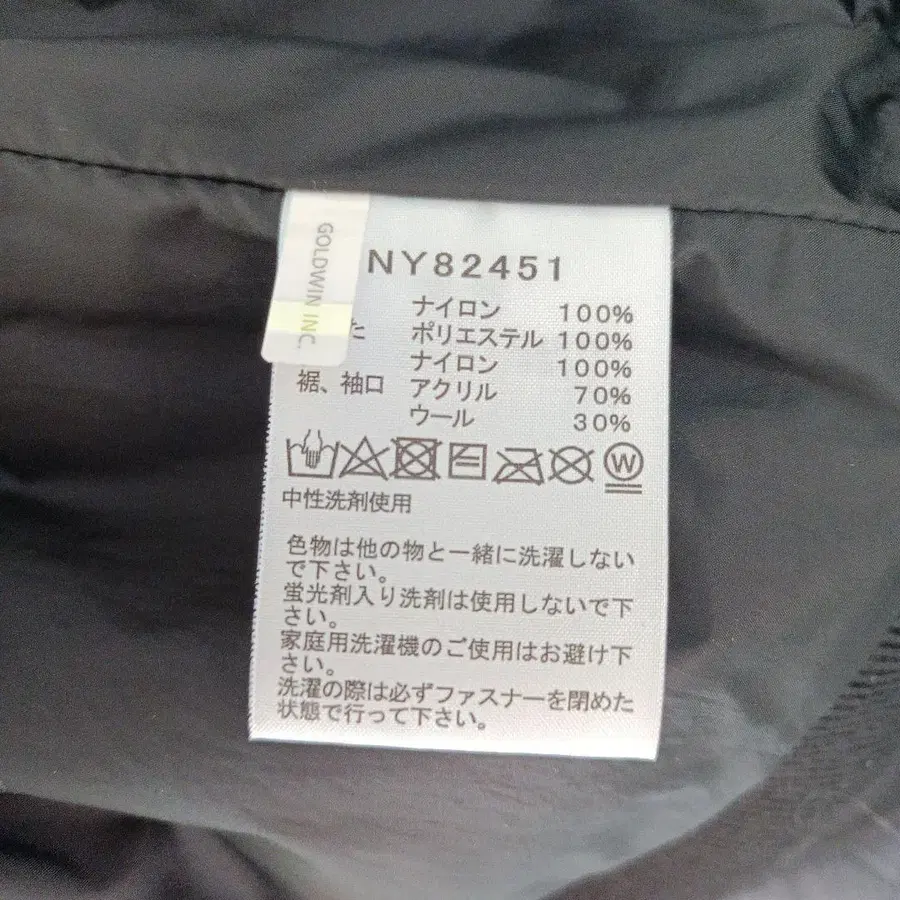 GOLDWIN INC.
NY82451
ナイロン 100%
た ポリエステル 100%
ナイロン 100%
裾、袖口 アクリル 70%
ウール 30%
W
中性洗剤使用
色物は他の物と一緒に洗濯しない
で下さい。
蛍光剤入り洗剤は使用しないで下
さい。
家庭用洗濯機のご使用はお避け下
さい。
洗濯の際は必ずファスナーを閉めた
状態で行って下さい。